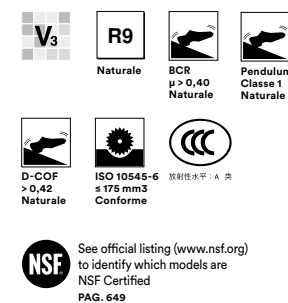 V3
R9
Naturale
BCR
µ > 0,40
Naturale
Pendulum
Classe 1
Naturale
D-COF
> 0,42
Naturale
ISO 10545-6
≤ 175 mm3
Conforme
CCC
放射性水平：A 类
NSF
See official listing (www.nsf.org)
to identify which models are
NSF Certified
PAG. 649